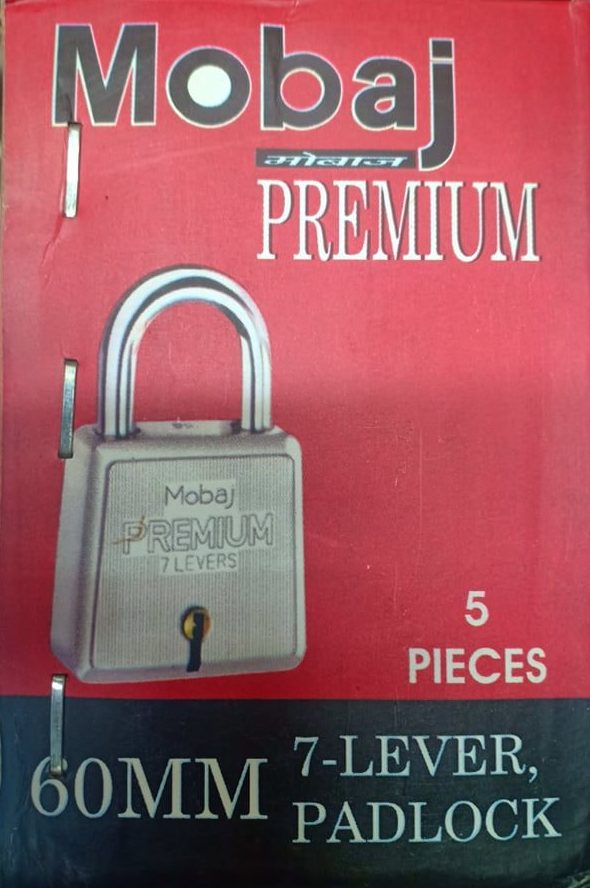 Mobaj
मोबाज
PREMIUM
Mobaj
PREMIUM
7 LEVERS
5
PIECES
60MM
7-LEVER,
PADLOCK